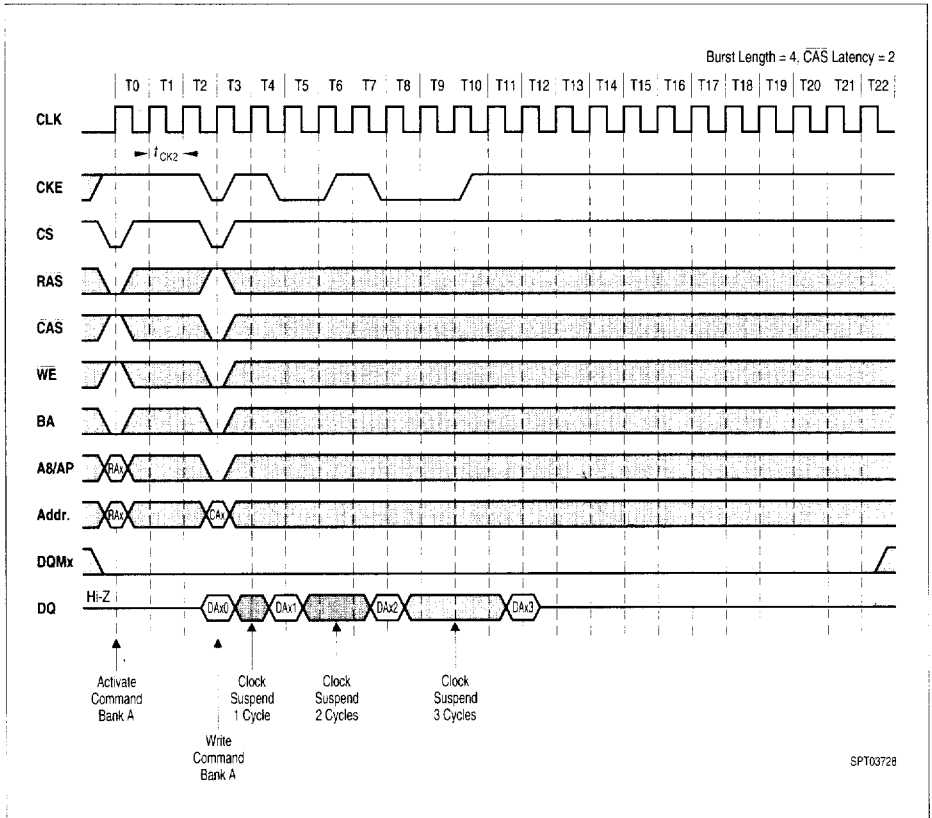 Burst Length = 4, CAS Latency = 2
T0 T1 T2 T3 T4 T5 T6 T7 T8 T9 T10 T11 T12 T13 T14 T15 T16 T17 T18 T19 T20 T21 T22
CLK
tCK2
CKE
CS
RAS
CAS
WE
BA
A8/AP RAx
Addr. RAx CAx
DQMx
DQ Hi-Z DAx0 DAx1 DAx2 DAx3
Activate
Command
Bank A
Write
Command
Bank A
Clock
Suspend
1 Cycle
Clock
Suspend
2 Cycles
Clock
Suspend
3 Cycles
SPT03728